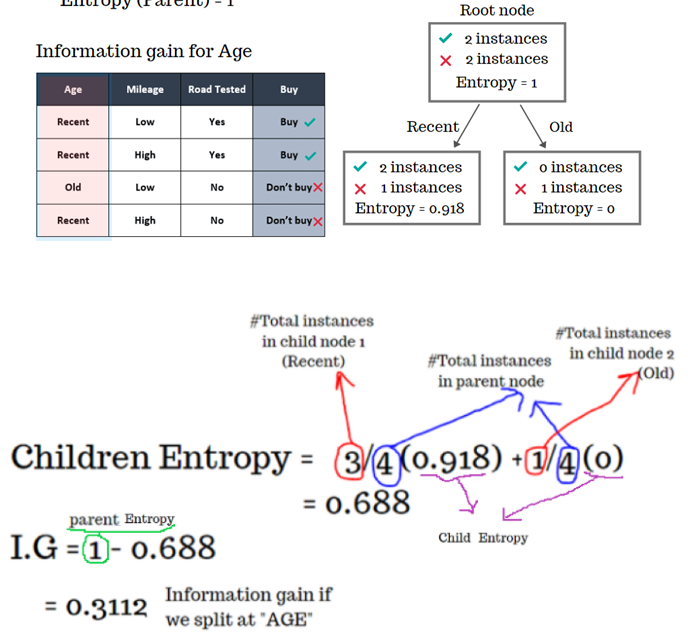 Entropy (Parent) = 1
Information gain for Age
Age Mileage Road Tested Buy
Recent Low Yes Buy ✓
Recent High Yes Buy ✓
Old Low No Don't buy ✗
Recent High No Don't buy ✗
Root node
✓ 2 instances
✗ 2 instances
Entropy = 1
Recent
Old
✓ 2 instances
✗ 1 instances
Entropy = 0.918
✓ 0 instances
✗ 1 instances
Entropy = 0
#Total instances
in child node 1
(Recent)
#Total instances
in parent node
#Total instances
in child node 2
(Old)
Children Entropy = 3/4(0.918) + 1/4(0)
= 0.688
Child Entropy
parent Entropy
I.G = 1 - 0.688
= 0.3112
Information gain if
we split at "AGE"